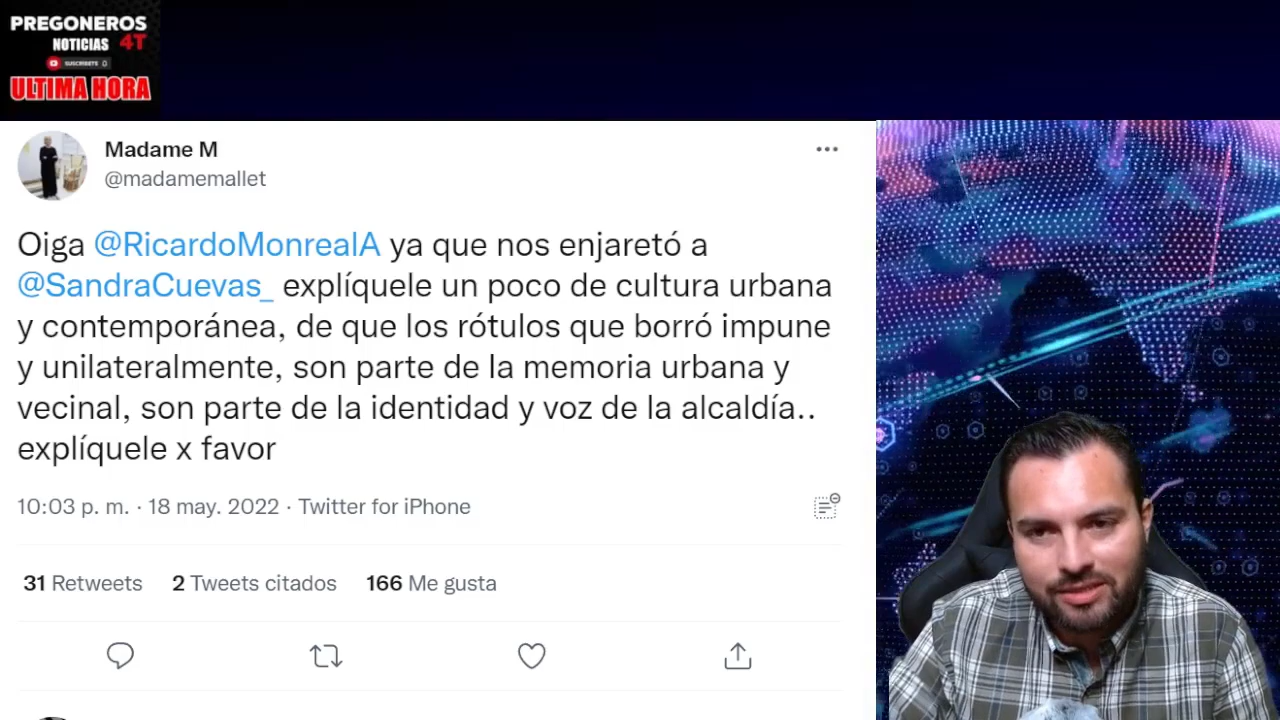 PREGONEROS
NOTICIAS 4T
SUSCRIBETE
ULTIMA HORA
Madame M
@madamemallet
Oiga @RicardoMonrealA ya que nos enjaretó a
@SandraCuevas_ explíquele un poco de cultura urbana
y contemporánea, de que los rótulos que borró impune
y unilateralmente, son parte de la memoria urbana y
vecinal, son parte de la identidad y voz de la alcaldía..
explíquele x favor
10:03 p. m. · 18 may. 2022 · Twitter for iPhone
31 Retweets 2 Tweets citados 166 Me gusta